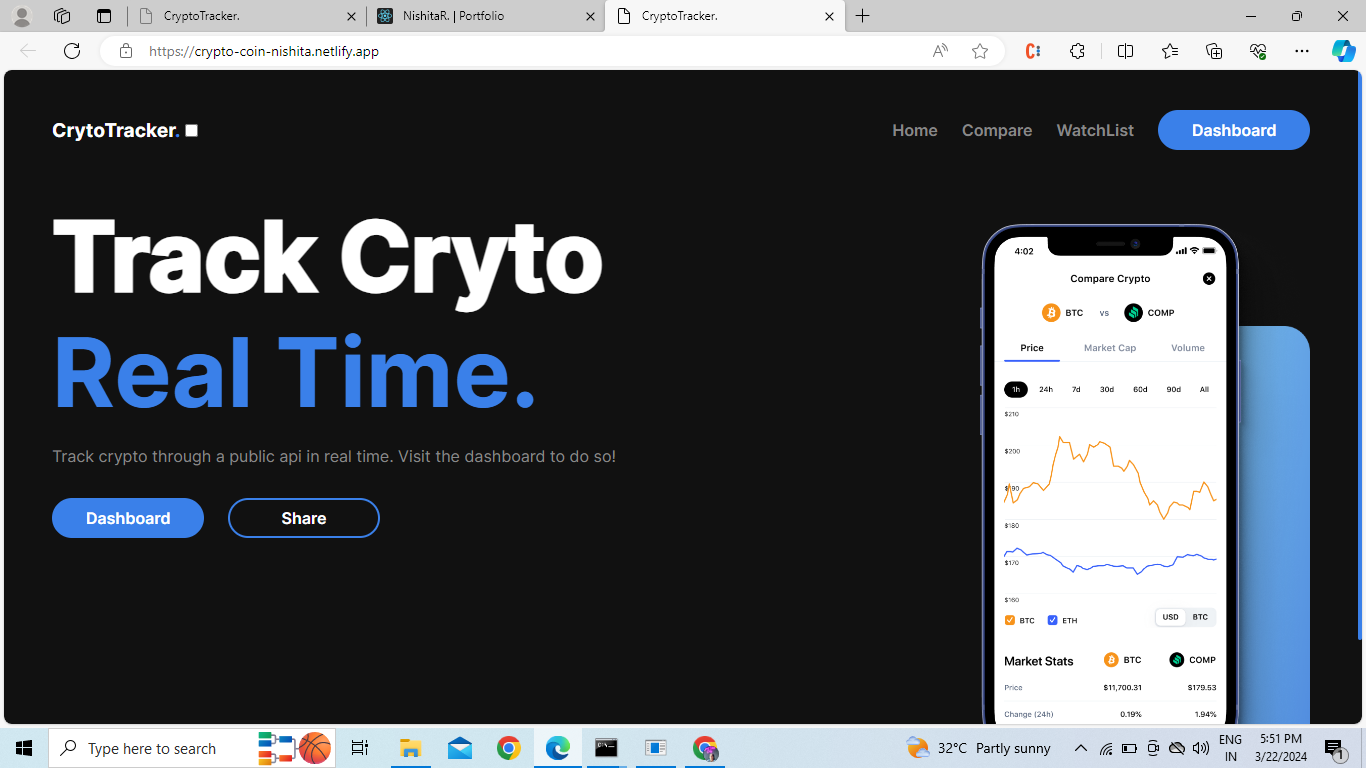 CryptoTracker.
NishitaR. | Portfolio
CryptoTracker.
https://crypto-coin-nishita.netlify.app
CrytoTracker.
Home Compare WatchList Dashboard
Track Cryto
Real Time.
Track crypto through a public api in real time. Visit the dashboard to do so!
Dashboard Share
4:02
Compare Crypto
BTC vs COMP
Price Market Cap Volume
1h 24h 7d 30d 60d 90d All
$210
$200
$190
$180
$170
$160
BTC ETH USD BTC
Market Stats BTC COMP
Price $11,700.31 $179.53
Change (24h) 0.19% 1.94%
Type here to search
32°C Partly sunny
ENG
IN
5:51 PM
3/22/2024
1